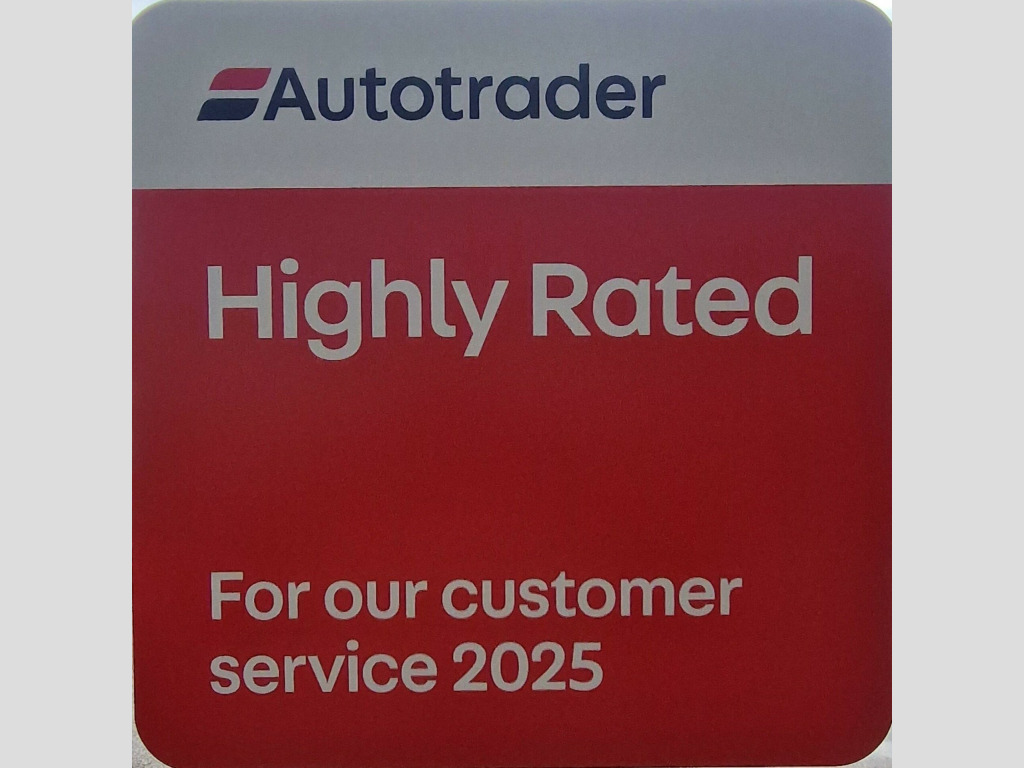 Autotrader
Highly Rated
For our customer
service 2025